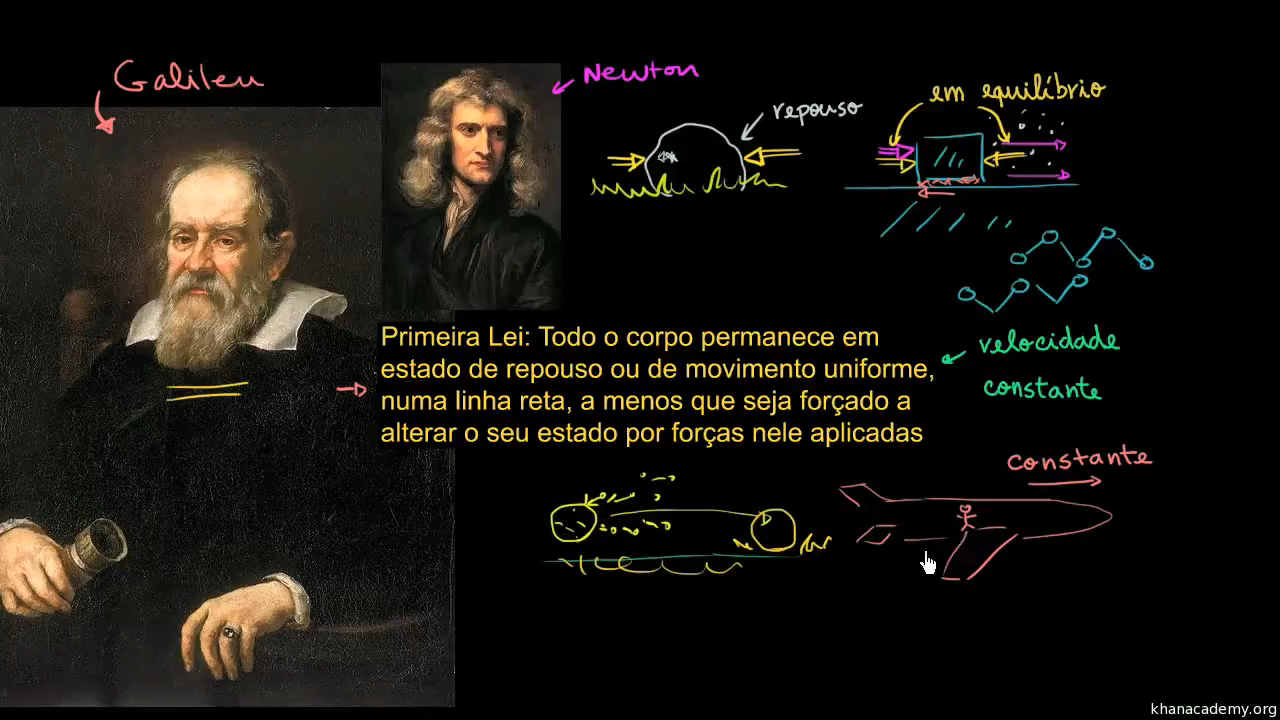 Galileu
Newton
repouso
em equilíbrio
Primeira Lei: Todo o corpo permanece em
estado de repouso ou de movimento uniforme,
numa linha reta, a menos que seja forçado a
alterar o seu estado por forças nele aplicadas
velocidade
constante
constante
khanacademy.org